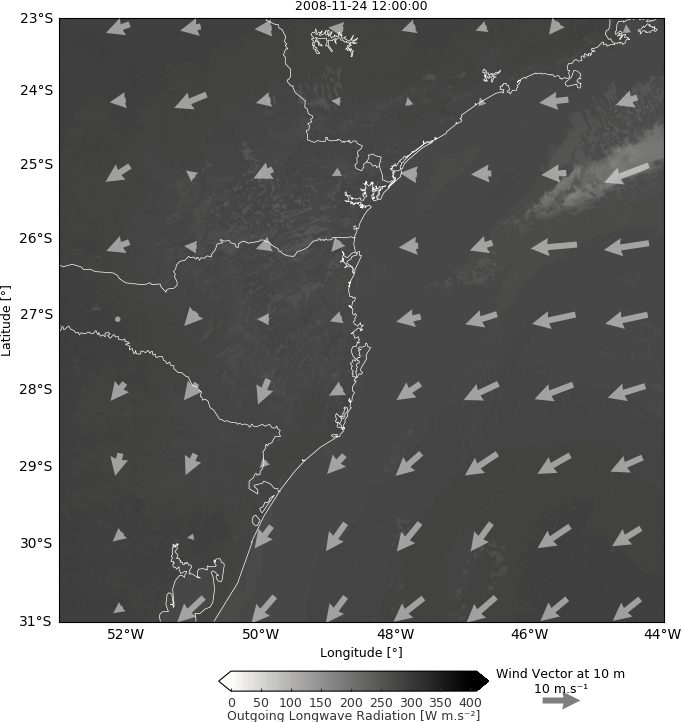 2008-11-24 12:00:00
23°S
24°S
25°S
26°S
27°S
28°S
29°S
30°S
31°S
Latitude [°]
52°W 50°W 48°W 46°W 44°W
Longitude [°]
0 50 100 150 200 250 300 350 400
Outgoing Longwave Radiation [W m.s⁻²]
Wind Vector at 10 m
10 m.s⁻¹